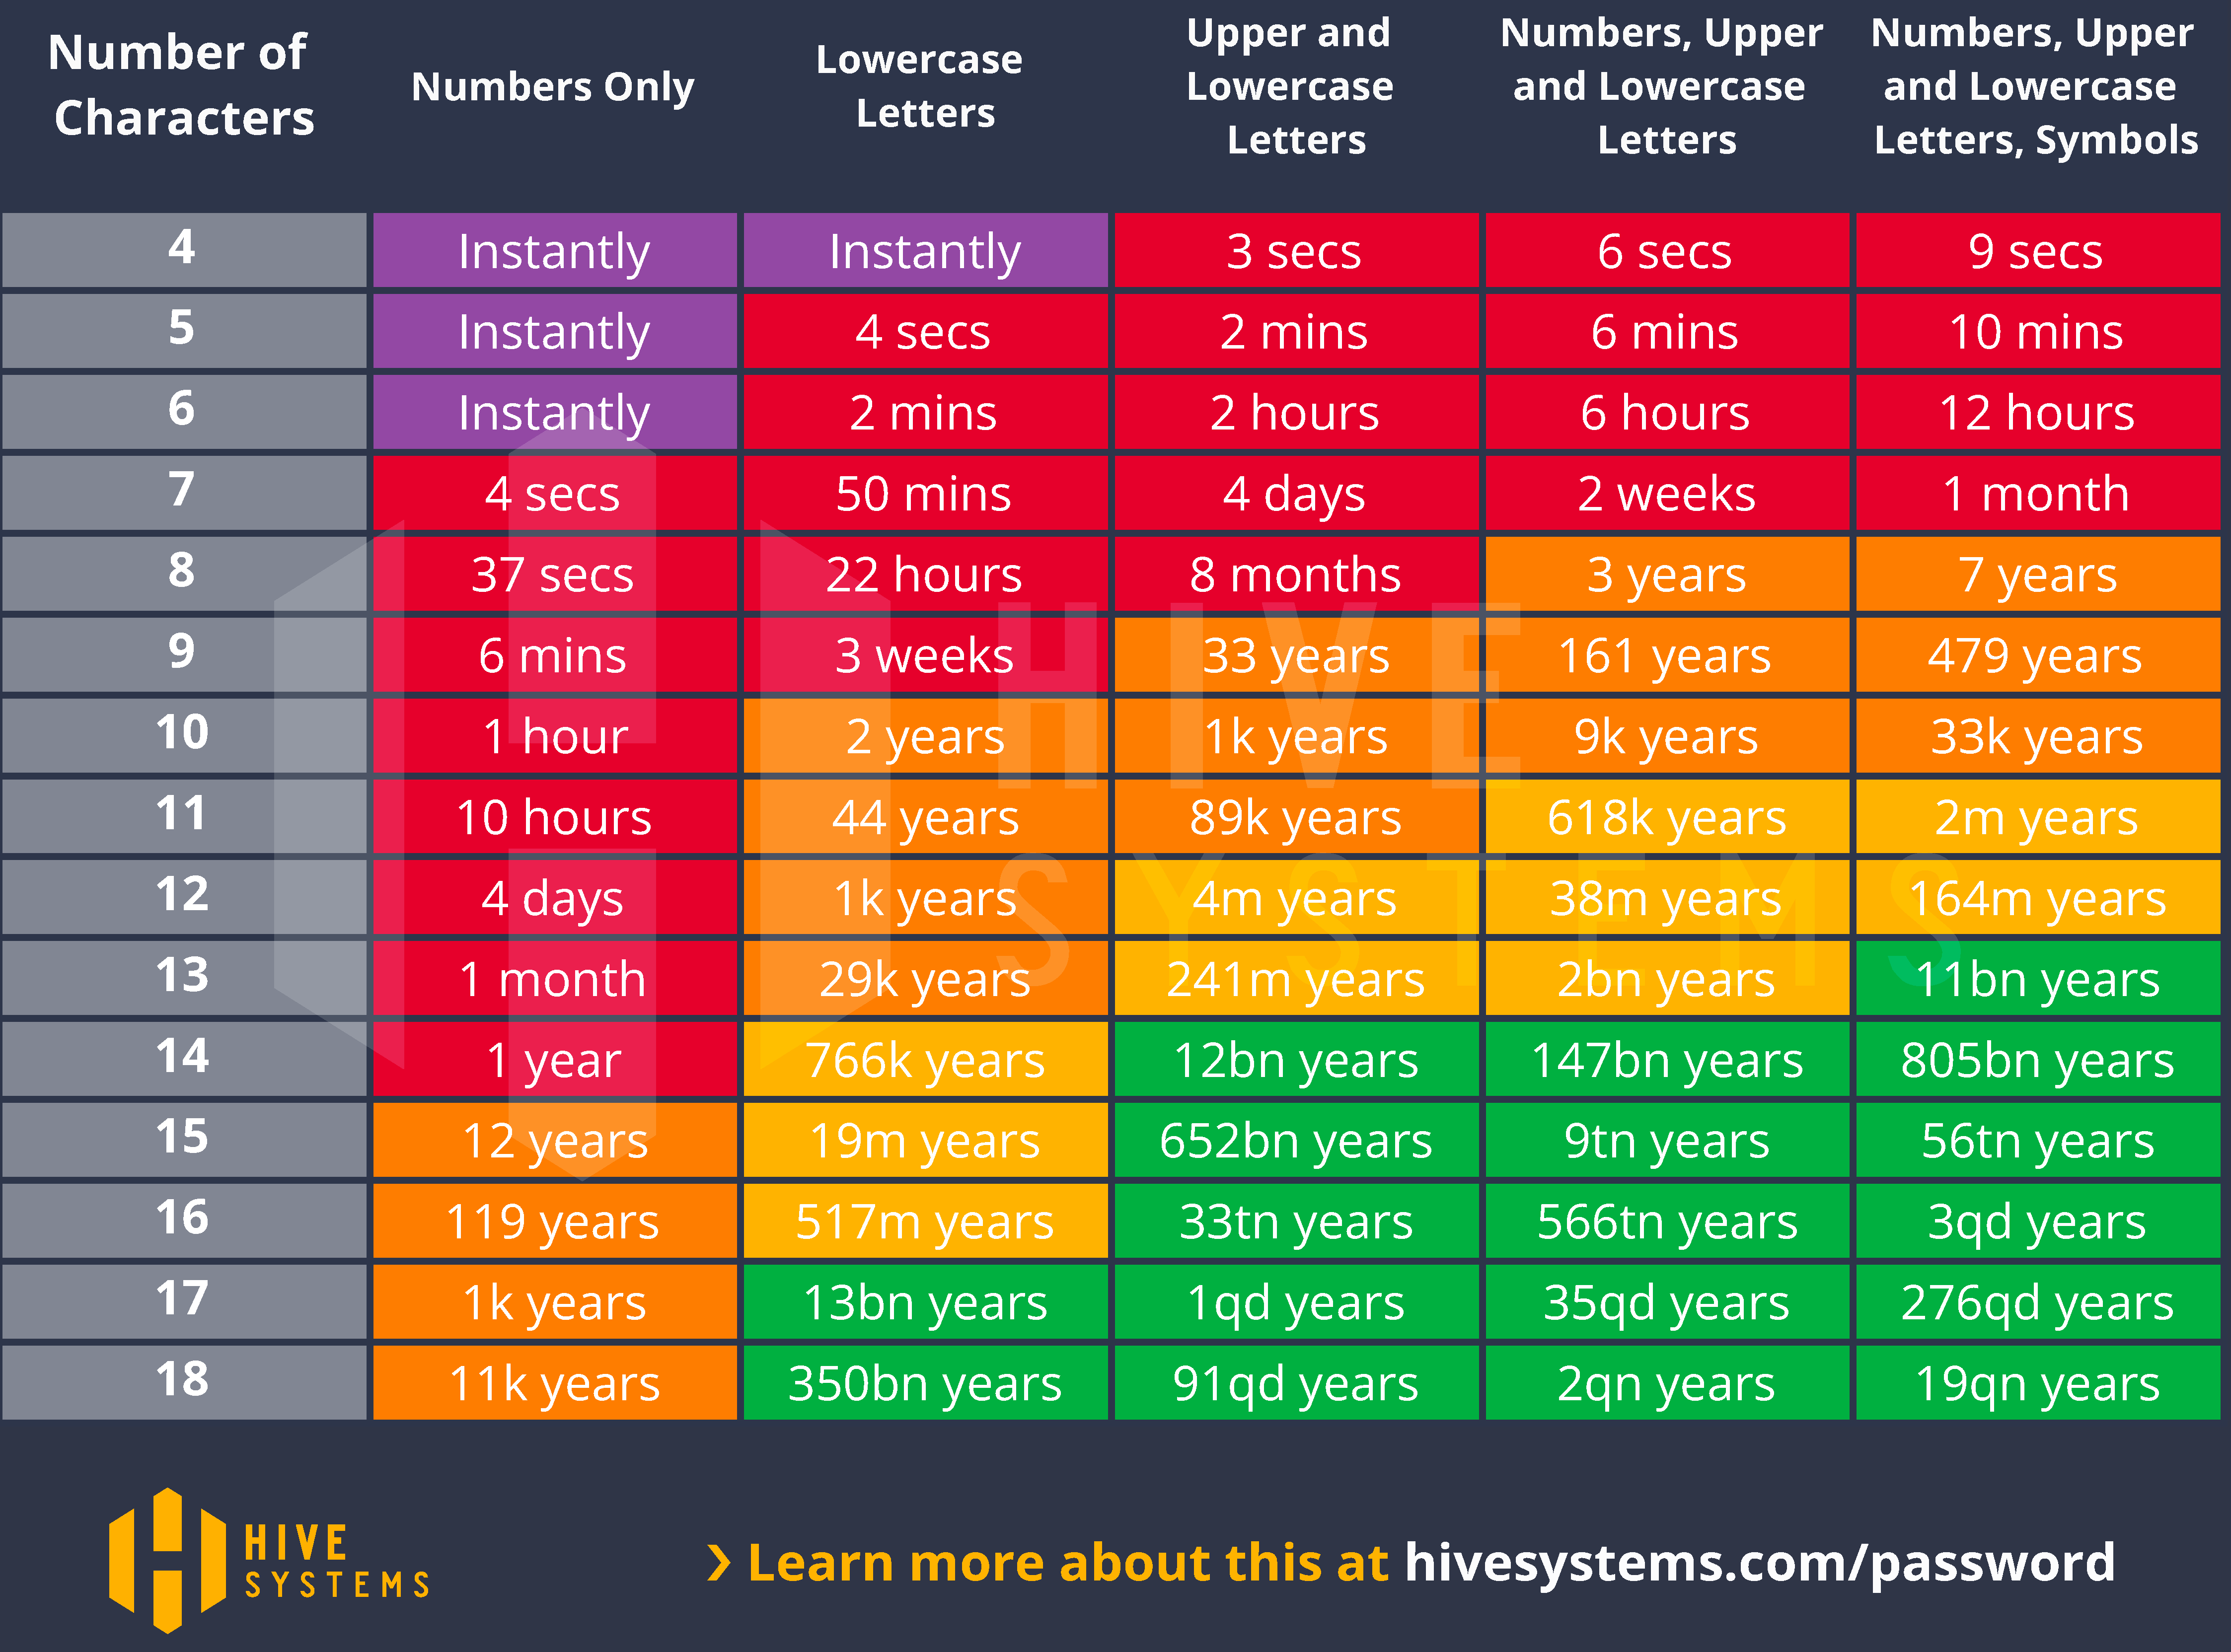 Number of
Characters
Numbers Only
Lowercase
Letters
Upper and
Lowercase
Letters
Numbers, Upper
and Lowercase
Letters
Numbers, Upper
and Lowercase
Letters, Symbols
4 Instantly Instantly 3 secs 6 secs 9 secs
5 Instantly 4 secs 2 mins 6 mins 10 mins
6 Instantly 2 mins 2 hours 6 hours 12 hours
7 4 secs 50 mins 4 days 2 weeks 1 month
8 37 secs 22 hours 8 months 3 years 7 years
9 6 mins 3 weeks 33 years 161 years 479 years
10 1 hour 2 years 1k years 9k years 33k years
11 10 hours 44 years 89k years 618k years 2m years
12 4 days 1k years 4m years 38m years 164m years
13 1 month 29k years 241m years 2bn years 11bn years
14 1 year 766k years 12bn years 147bn years 805bn years
15 12 years 19m years 652bn years 9tn years 56tn years
16 119 years 517m years 33tn years 566tn years 3qd years
17 1k years 13bn years 1qd years 35qd years 276qd years
18 11k years 350bn years 91qd years 2qn years 19qn years
HIVE
SYSTEMS
HIVE
SYSTEMS
› Learn more about this at hivesystems.com/password